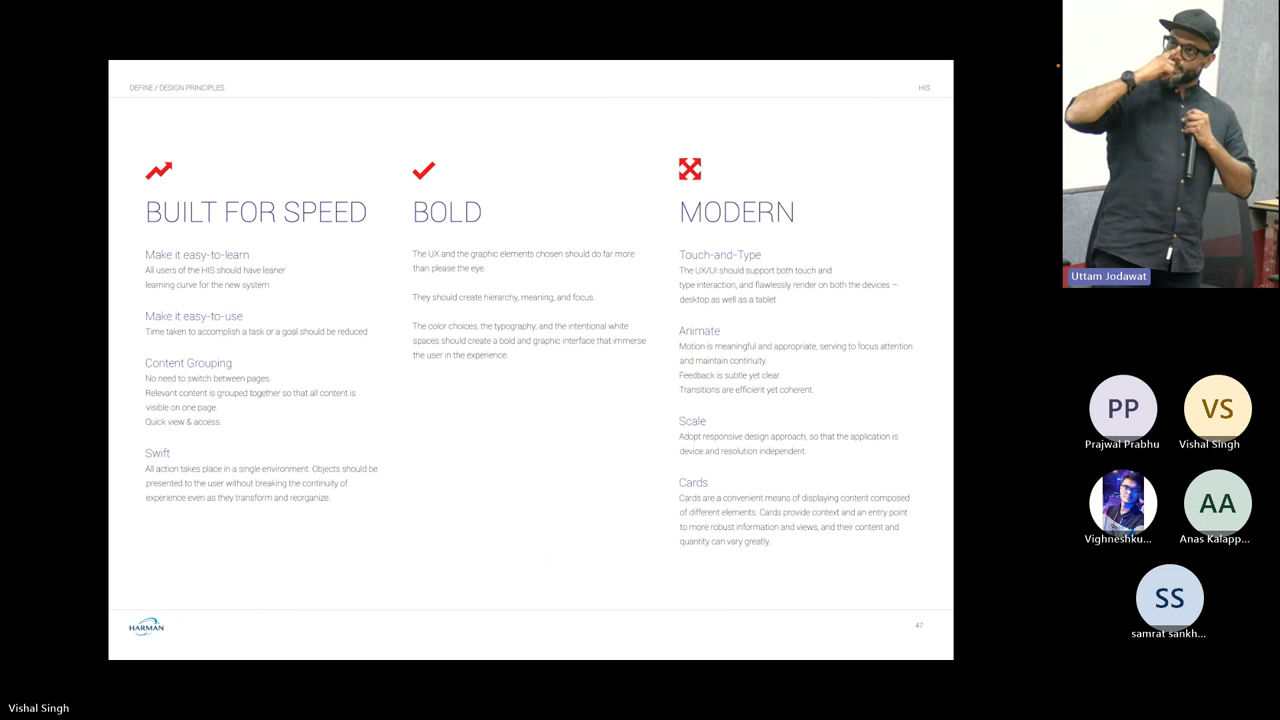 DEFINE / DESIGN PRINCIPLES
HIS
BUILT FOR SPEED
Make it easy-to-learn
All users of the HIS should have leaner
learning curve for the new system
Make it easy-to-use
Time taken to accomplish a task or a goal should be reduced
Content Grouping
No need to switch between pages.
Relevant content is grouped together so that all content is
visible on one page.
Quick view & access.
Swift
All action takes place in a single environment. Objects should be
presented to the user without breaking the continuity of
experience even as they transform and reorganize.
BOLD
The UX and the graphic elements chosen should do far more
than please the eye.
They should create hierarchy, meaning, and focus.
The color choices, the typography, and the intentional white
spaces should create a bold and graphic interface that immerse
the user in the experience.
MODERN
Touch-and-Type
The UX/UI should support both touch and
type interaction, and flawlessly render on both the devices –
desktop as well as a tablet
Animate
Motion is meaningful and appropriate, serving to focus attention
and maintain continuity.
Feedback is subtle yet clear.
Transitions are efficient yet coherent.
Scale
Adopt responsive design approach, so that the application is
device and resolution independent.
Cards
Cards are a convenient means of displaying content composed
of different elements. Cards provide context and an entry point
to more robust information and views, and their content and
quantity can vary greatly.
HARMAN
47
Uttam Jodawat
PP
Prajwal Prabhu
VS
Vishal Singh
Vighneshku...
AA
Anas Kalapp...
SS
samrat sankh...
Vishal Singh